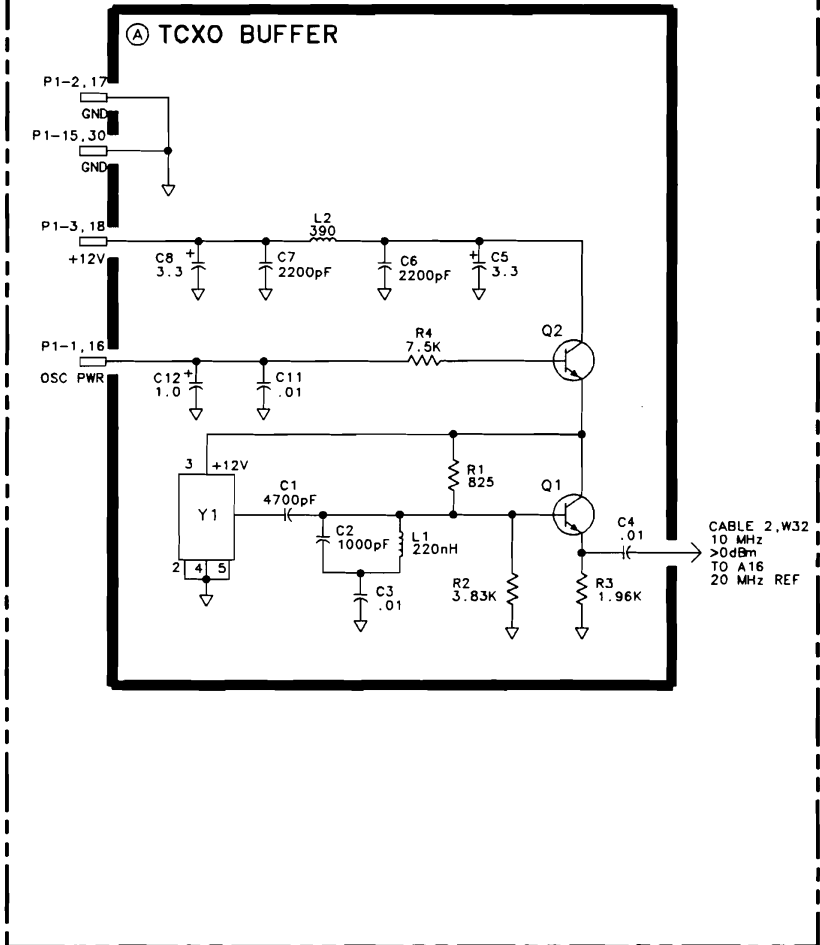 A TCXO BUFFER
P1-2,17
GND
P1-15,30
GND
P1-3,18
+12V
C8 +
3.3
C7
2200pF
L2
390
C6
2200pF
+ C5
3.3
P1-1,16
OSC PWR
C12 +
1.0
C11
.01
R4
7.5K
Q2
3 +12V
Y1
2 4 5
C1
4700pF
C2
1000pF
L1
220nH
C3
.01
R1
825
R2
3.83K
Q1
R3
1.96K
C4
.01
CABLE 2,W32
10 MHz
>0dBm
TO A16
20 MHz REF